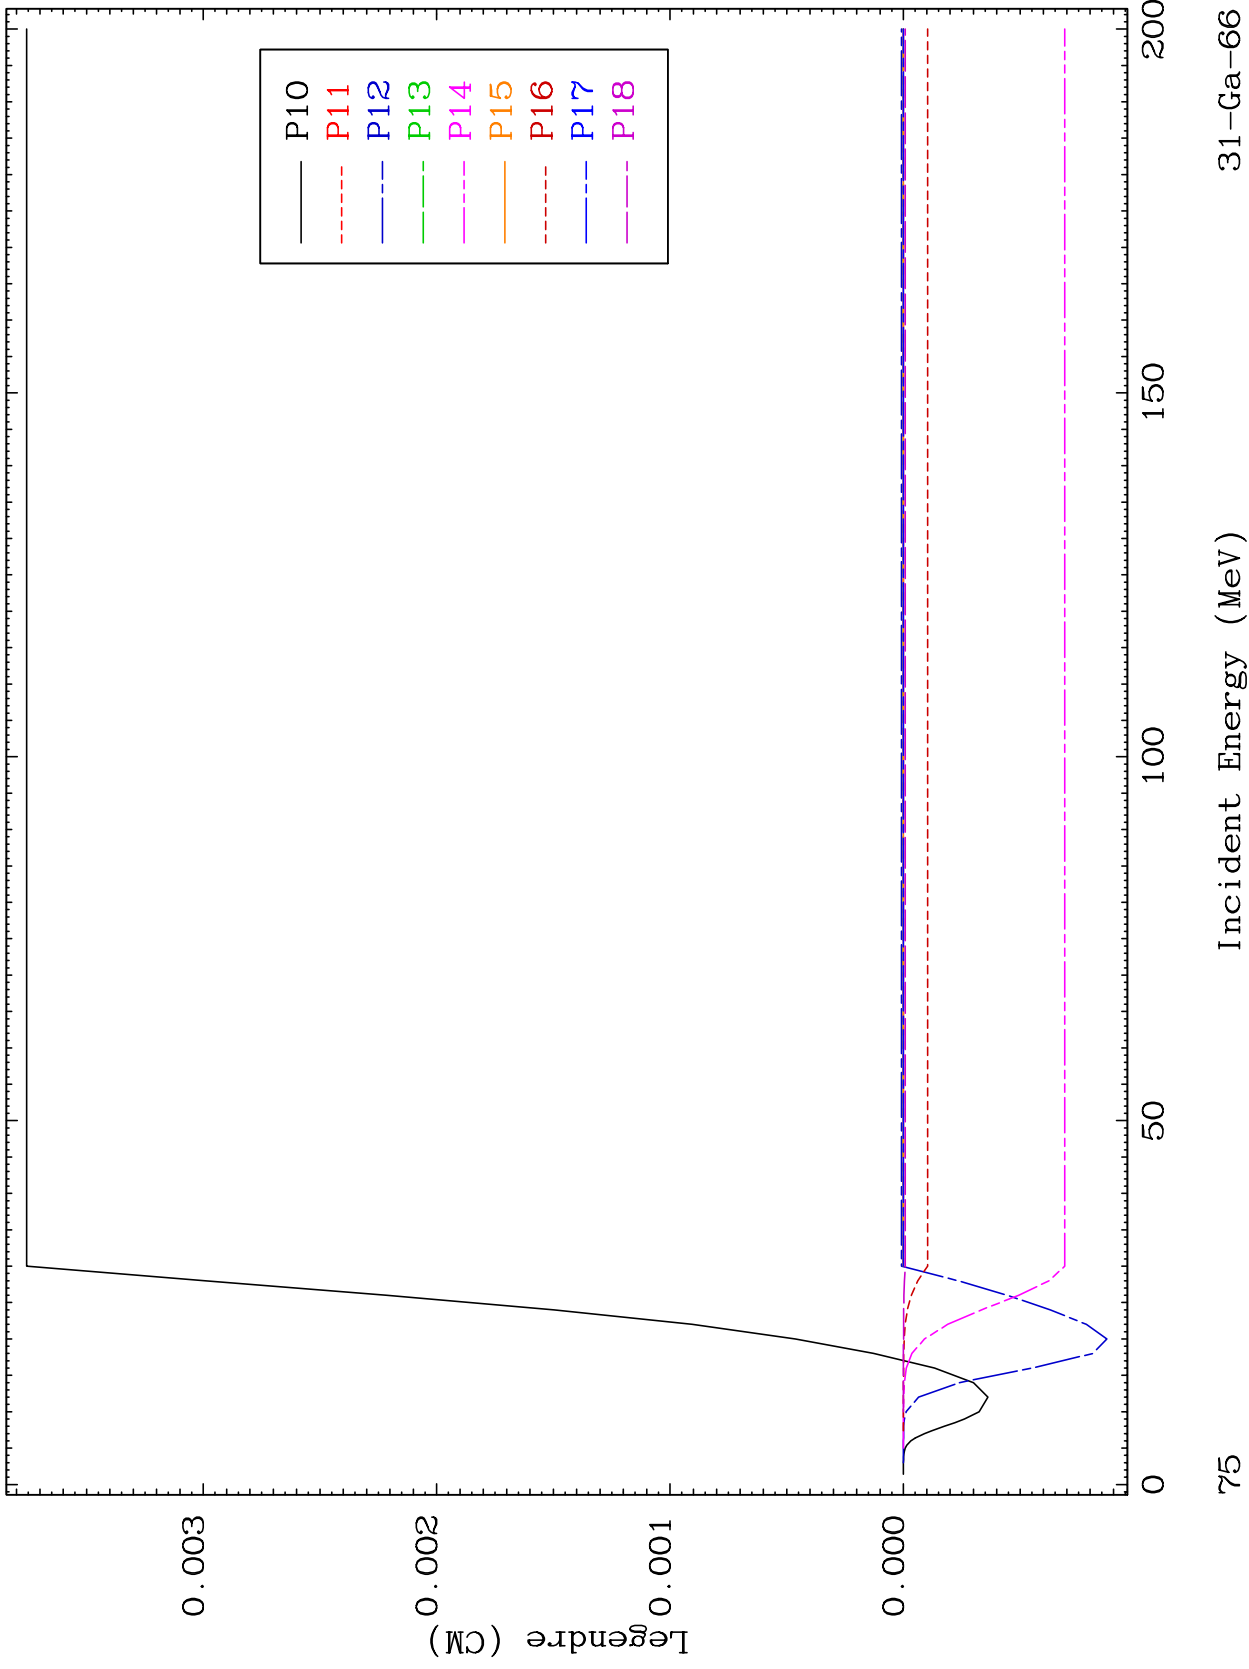 P10
P11
P12
P13
P14
P15
P16
P17
P18
0.003
0.002
0.001
0.000
Legendre (CM)
0
50
100
150
200
Incident Energy (MeV)
75
31-Ga-66